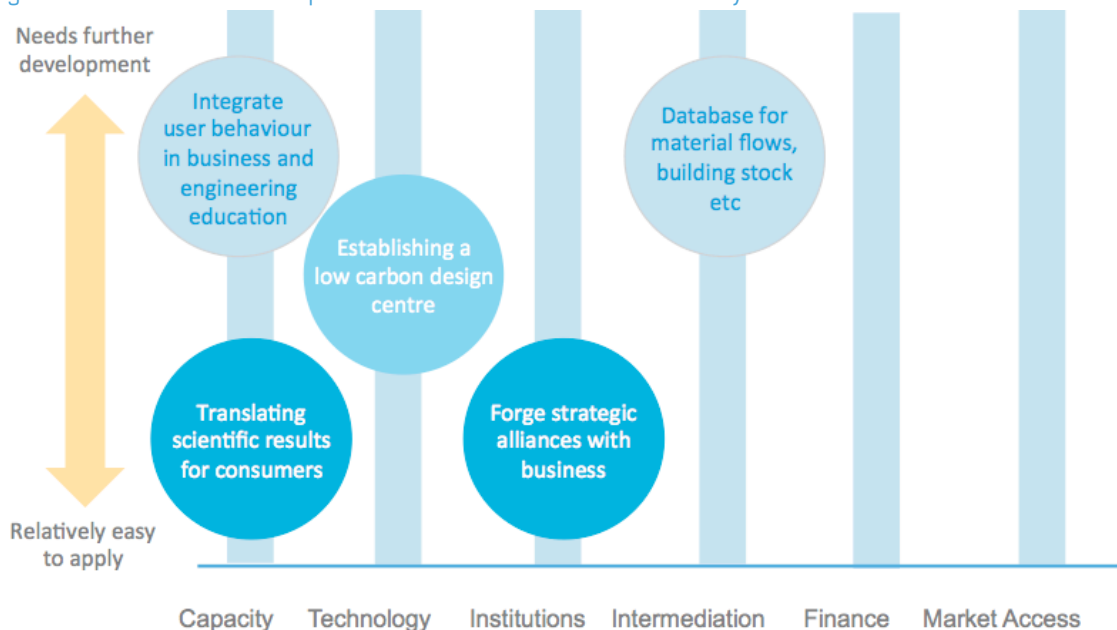 Needs further
development
Integrate
user behaviour
in business and
engineering
education
Database for
material flows,
building stock
etc
Establishing a
low carbon design
centre
Translating
scientific results
for consumers
Forge strategic
alliances with
business
Relatively easy
to apply
Capacity Technology Institutions Intermediation Finance Market Access